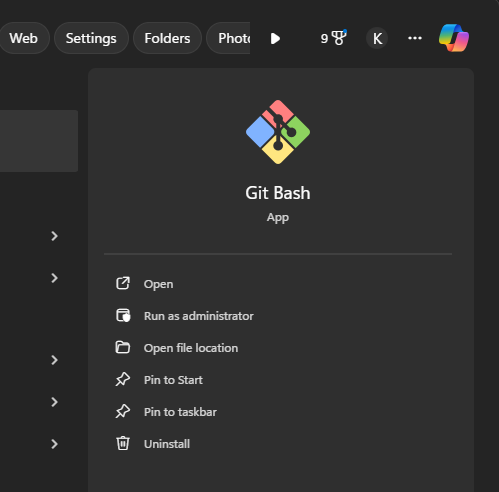 Web Settings Folders Photo 9 K
Git Bash
App
Open
Run as administrator
Open file location
Pin to Start
Pin to taskbar
Uninstall